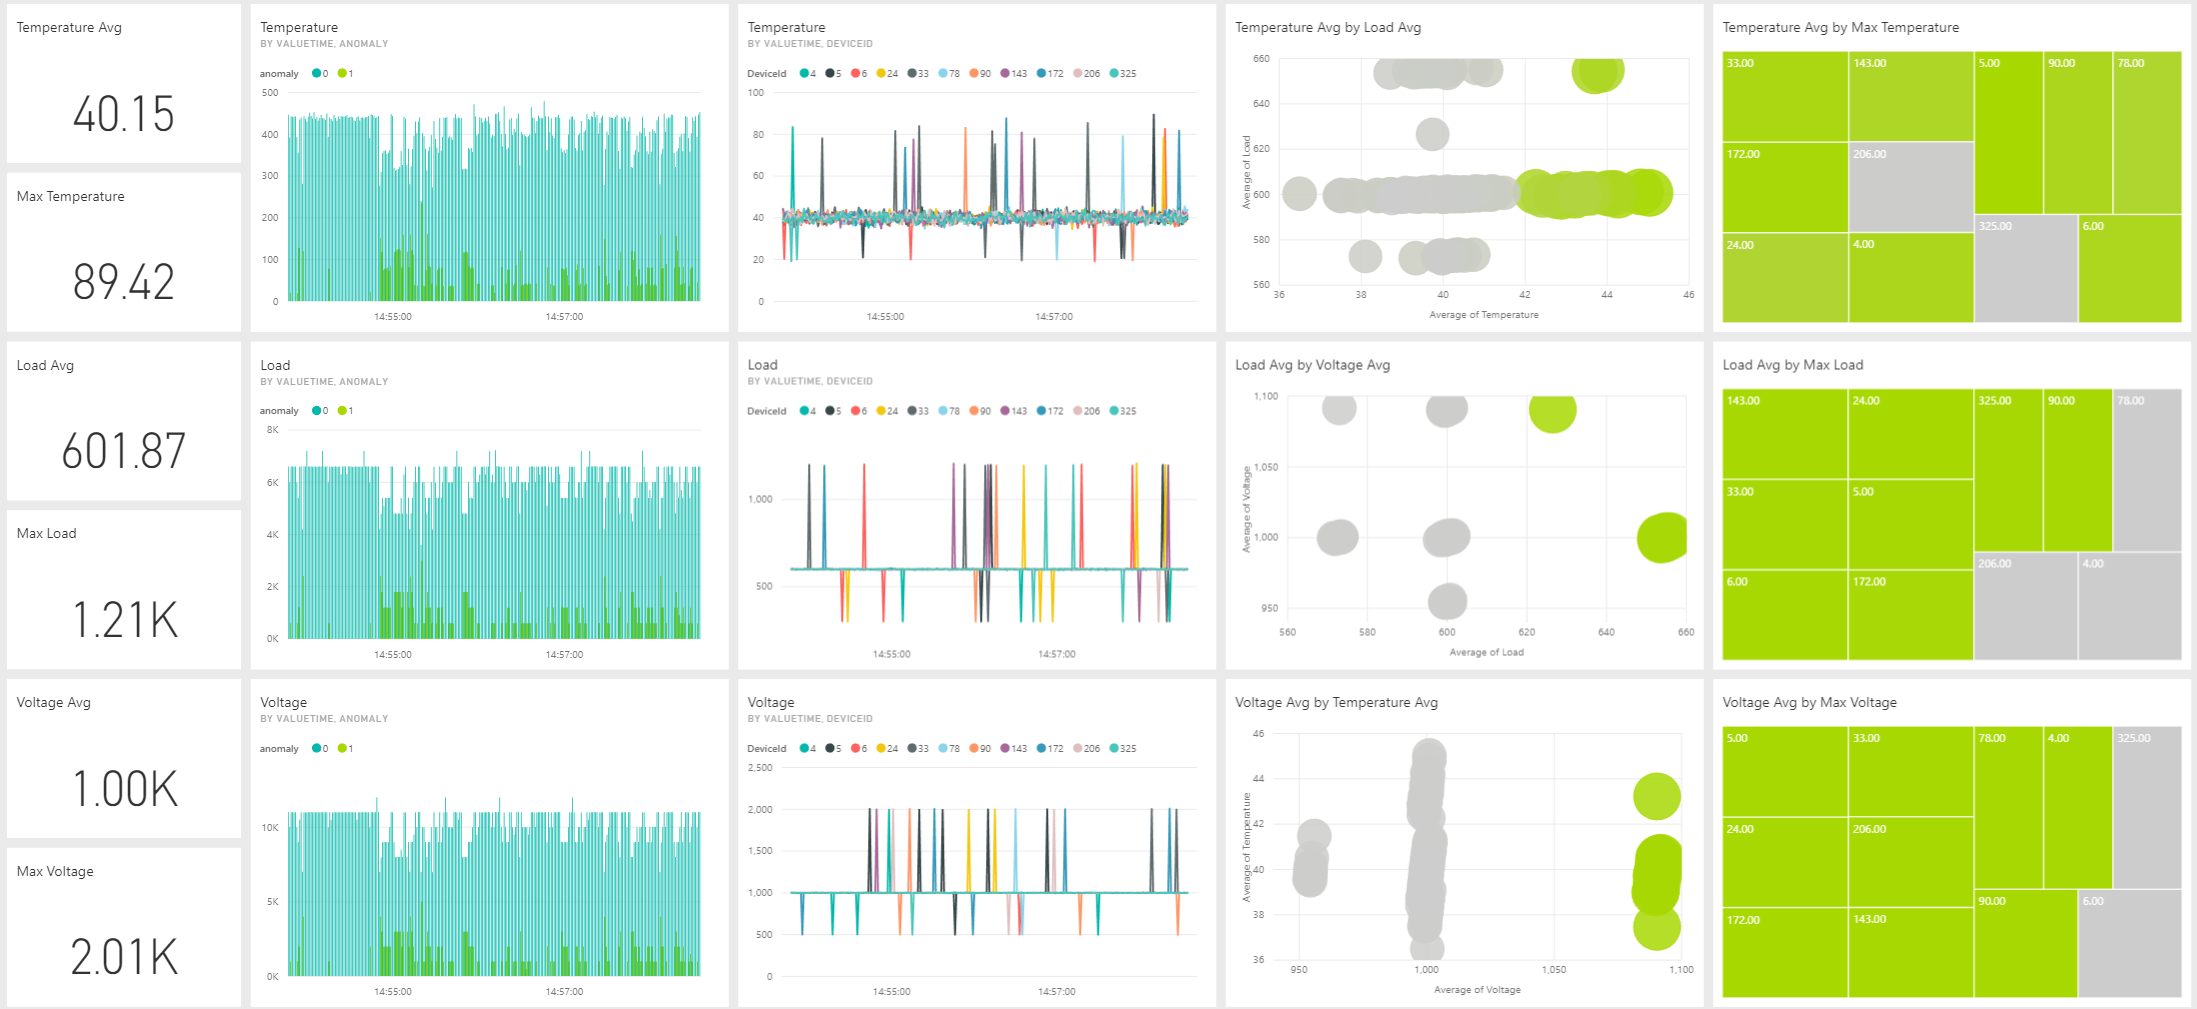 Temperature Avg
40.15
Max Temperature
89.42
Temperature
BY VALUETIME, ANOMALY
anomaly 0 1
500
400
300
200
100
0
14:55:00 14:57:00
Temperature
BY VALUETIME, DEVICEID
DeviceId 4 5 6 24 33 78 90 143 172 206 325
100
80
60
40
20
0
14:55:00 14:57:00
Temperature Avg by Load Avg
Average of Load
660
640
620
600
580
560
36 38 40 42 44 46
Average of Temperature
Temperature Avg by Max Temperature
33.00 143.00 5.00 90.00 78.00
172.00 206.00
325.00 6.00
24.00 4.00
Load Avg
601.87
Max Load
1.21K
Load
BY VALUETIME, ANOMALY
anomaly 0 1
8K
6K
4K
2K
0K
14:55:00 14:57:00
Load
BY VALUETIME, DEVICEID
DeviceId 4 5 6 24 33 78 90 143 172 206 325
1,000
500
14:55:00 14:57:00
Load Avg by Voltage Avg
Average of Voltage
1,100
1,050
1,000
950
560 580 600 620 640 660
Average of Load
Load Avg by Max Load
143.00 24.00 325.00 90.00 78.00
33.00 5.00
206.00 4.00
6.00 172.00
Voltage Avg
1.00K
Max Voltage
2.01K
Voltage
BY VALUETIME, ANOMALY
anomaly 0 1
10K
5K
0K
14:55:00 14:57:00
Voltage
BY VALUETIME, DEVICEID
DeviceId 4 5 6 24 33 78 90 143 172 206 325
2,500
2,000
1,500
1,000
500
0
14:55:00 14:57:00
Voltage Avg by Temperature Avg
Average of Temperature
46
44
42
40
38
36
950 1,000 1,050 1,100
Average of Voltage
Voltage Avg by Max Voltage
5.00 33.00 78.00 4.00 325.00
24.00 206.00
90.00 6.00
172.00 143.00